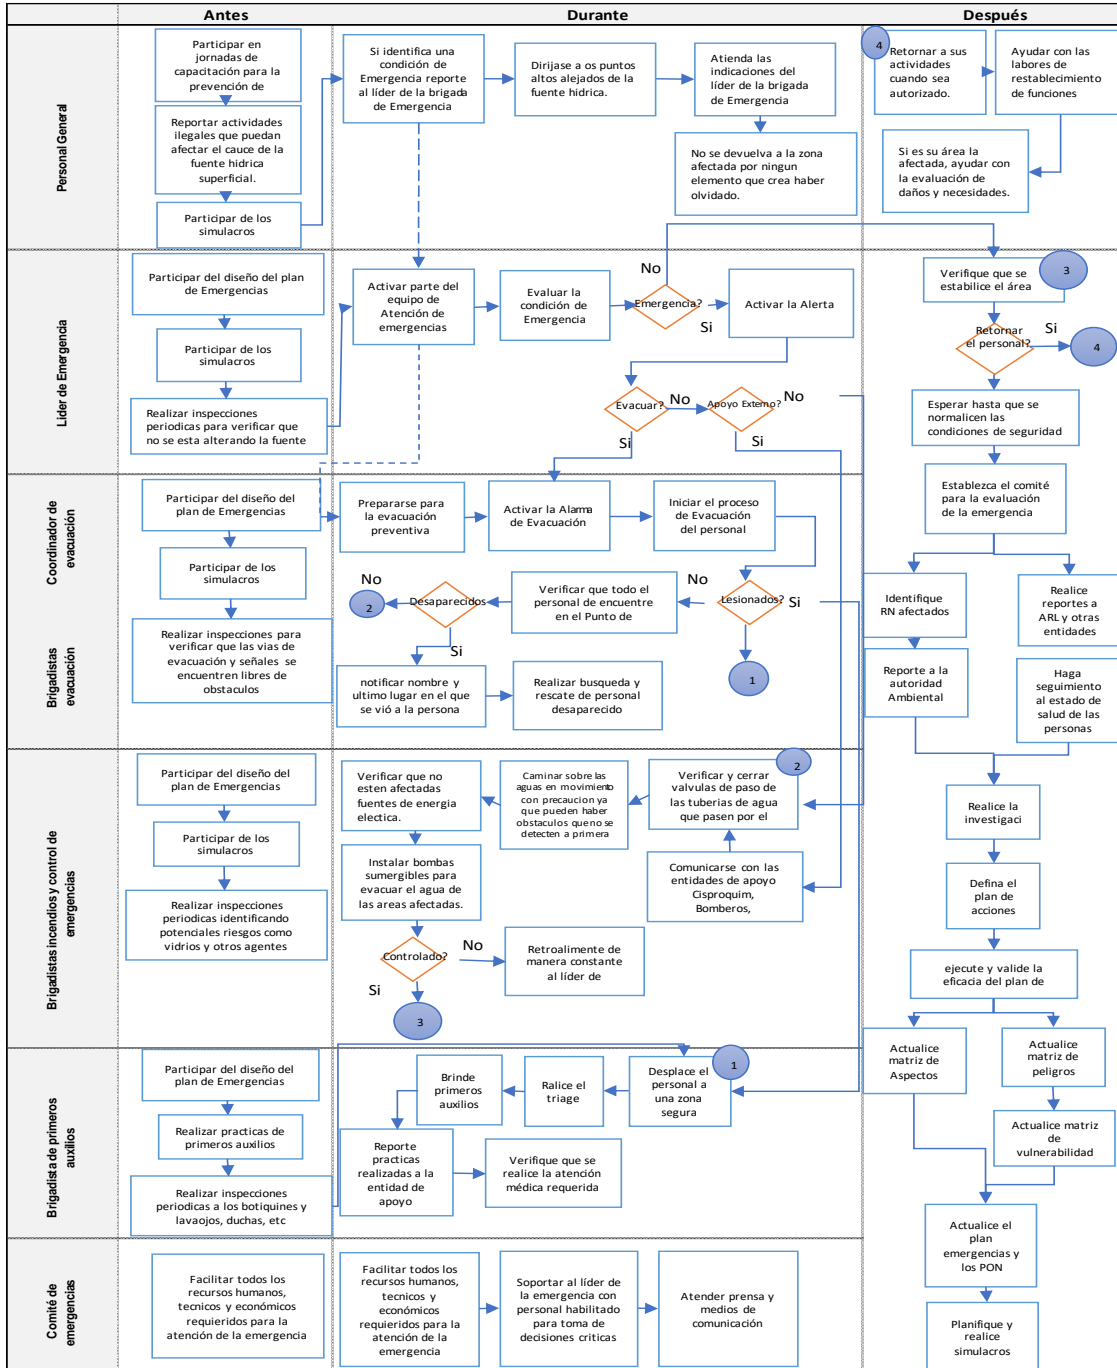 Antes
Durante
Después
Personal General
Participar en
jornadas de
capacitación para la
prevención de
Reportar actividades
ilegales que puedan
afectar el cauce de la
fuente hidrica
superficial.
Participar de los
simulacros
Si identifica una
condición de
Emergencia reporte
al líder de la brigada
de Emergencia
Dirijase a os puntos
altos alejados de la
fuente hidrica.
Atienda las
indicaciones del
líder de la brigada
de Emergencia
No se devuelva a la zona
afectada por ningun
elemento que crea haber
olvidado.
4
Retornar a sus
actividades
cuando sea
autorizado.
Ayudar con las
labores de
restablecimiento
de funciones
Si es su área la
afectada, ayudar con
la evaluación de
daños y necesidades.
Líder de Emergencia
Participar del diseño del plan
de Emergencias
Participar de los
simulacros
Realizar inspecciones
periodicas para verificar que
no se esta alterando la fuente
Activar parte del
equipo de
Atención de
emergencias
Evaluar la
condición de
Emergencia
No
Emergencia?
Si
Activar la Alerta
Evacuar?
No
Apoyo Externo?
No
Si
Si
Verifique que se
estabilice el área
3
Retornar
el personal?
Si
4
Esperar hasta que se
normalicen las
condiciones de seguridad
Establezca el comité
para la evaluación
de la emergencia
Coordinador de
evacuación
Brigadistas
evacuación
Participar del diseño del
plan de Emergencias
Participar de los
simulacros
Realizar inspecciones para
verificar que las vias de
evacuación y señales se
encuentren libres de
obstaculos
Prepararse para
la evacuación
preventiva
Activar la Alarma
de Evacuación
Iniciar el proceso
de Evacuación
del personal
No
2
Desaparecidos
Verificar que todo el
personal de encuentre
en el Punto de
No
Lesionados?
Si
Si
1
notificar nombre y
ultimo lugar en el que
se vió a la persona
Realizar busqueda y
rescate de personal
desaparecido
Identifique
RN afectados
Realice
reportes a
ARL y otras
entidades
Reporte a la
autoridad
Ambiental
Haga
seguimiento
al estado de
salud de las
personas
Brigadistas incendios y control de
emergencias
Participar del diseño del
plan de Emergencias
Participar de los
simulacros
Realizar inspecciones
periodicas identificando
potenciales riesgos como
vidrios y otros agentes
Verificar que no
esten afectadas
fuentes de energia
electica.
Caminar sobre las
aguas en movimiento
con precaucion ya
que pueden haber
obstaculos que no se
detecten a primera
2
Verificar y cerrar
valvulas de paso de
las tuberias de agua
que pasen por el
Instalar bombas
sumergibles para
evacuar el agua de
las areas afectadas.
Comunicarse con las
entidades de apoyo
Cisproquim,
Bomberos,
Controlado?
No
Retroalimente de
manera constante
al líder de
Si
3
Realice la
investigaci
Defina el
plan de
acciones
ejecute y valide la
eficacia del plan de
Actualice
matriz de
Aspectos
Actualice
matriz de
peligros
Brigadista de primeros
auxilios
Participar del diseño del
plan de Emergencias
Realizar practicas de
primeros auxilios
Realizar inspecciones
periodicas a los botiquines y
lavaojos, duchas, etc
Brinde
primeros
auxilios
Ralice el
triage
1
Desplace el
personal a
una zona
segura
Reporte
practicas
realizadas a la
entidad de
apoyo
Verifique que se
realice la atención
médica requerida
Actualice matriz
de
vulnerabilidad
Actualice el
plan
emergencias y
los PON
Planifique y
realice
simulacros
Comité de
emergencias
Facilitar todos los
recursos humanos,
tecnicos y económicos
requeridos para la
atención de la emergencia
Facilitar todos los
recursos humanos,
tecnicos y
económicos
requeridos para la
atención de la
emergencia
Soportar al líder de
la emergencia con
personal habilitado
para toma de
decisiones criticas
Atender prensa y
medios de
comunicación